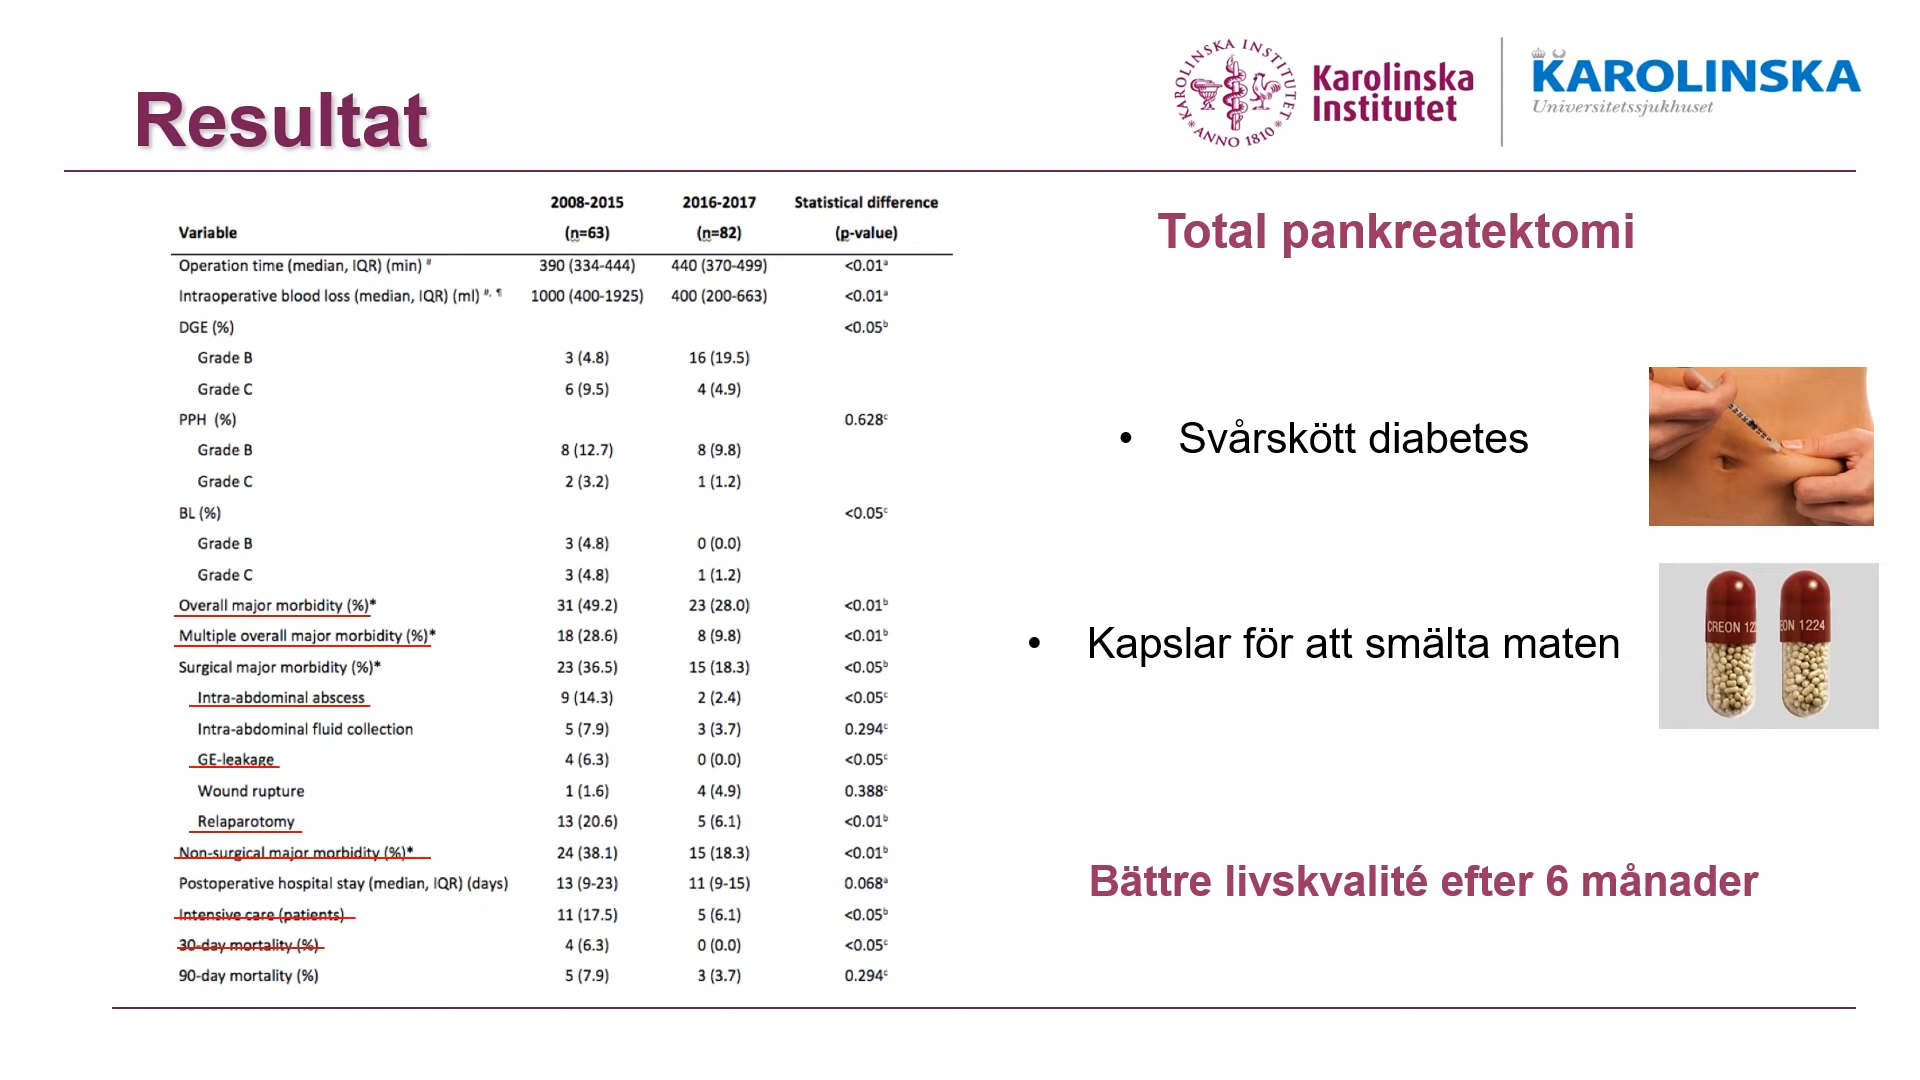 Resultat
KAROLINSKA INSTITUTET
ANNO 1810
Karolinska
Institutet
KAROLINSKA
Universitetssjukhuset
Variable 2008-2015 (n=63) 2016-2017 (n=82) Statistical difference (p-value)
Operation time (median, IQR) (min) # 390 (334-444) 440 (370-499) <0.01ᵃ
Intraoperative blood loss (median, IQR) (ml) #, ¶ 1000 (400-1925) 400 (200-663) <0.01ᵃ
DGE (%) <0.05ᵇ
Grade B 3 (4.8) 16 (19.5)
Grade C 6 (9.5) 4 (4.9)
PPH (%) 0.628ᶜ
Grade B 8 (12.7) 8 (9.8)
Grade C 2 (3.2) 1 (1.2)
BL (%) <0.05ᶜ
Grade B 3 (4.8) 0 (0.0)
Grade C 3 (4.8) 1 (1.2)
Overall major morbidity (%)* 31 (49.2) 23 (28.0) <0.01ᵇ
Multiple overall major morbidity (%)* 18 (28.6) 8 (9.8) <0.01ᵇ
Surgical major morbidity (%)* 23 (36.5) 15 (18.3) <0.05ᵇ
Intra-abdominal abscess 9 (14.3) 2 (2.4) <0.05ᶜ
Intra-abdominal fluid collection 5 (7.9) 3 (3.7) 0.294ᶜ
GE-leakage 4 (6.3) 0 (0.0) <0.05ᶜ
Wound rupture 1 (1.6) 4 (4.9) 0.388ᶜ
Relaparotomy 13 (20.6) 5 (6.1) <0.01ᵇ
Non-surgical major morbidity (%)* 24 (38.1) 15 (18.3) <0.01ᵇ
Postoperative hospital stay (median, IQR) (days) 13 (9-23) 11 (9-15) 0.068ᵃ
Intensive care (patients) 11 (17.5) 5 (6.1) <0.05ᵇ
30-day mortality (%) 4 (6.3) 0 (0.0) <0.05ᶜ
90-day mortality (%) 5 (7.9) 3 (3.7) 0.294ᶜ
Total pankreatektomi
• Svårskött diabetes
• Kapslar för att smälta maten
CREON 122
EON 1224
Bättre livskvalité efter 6 månader